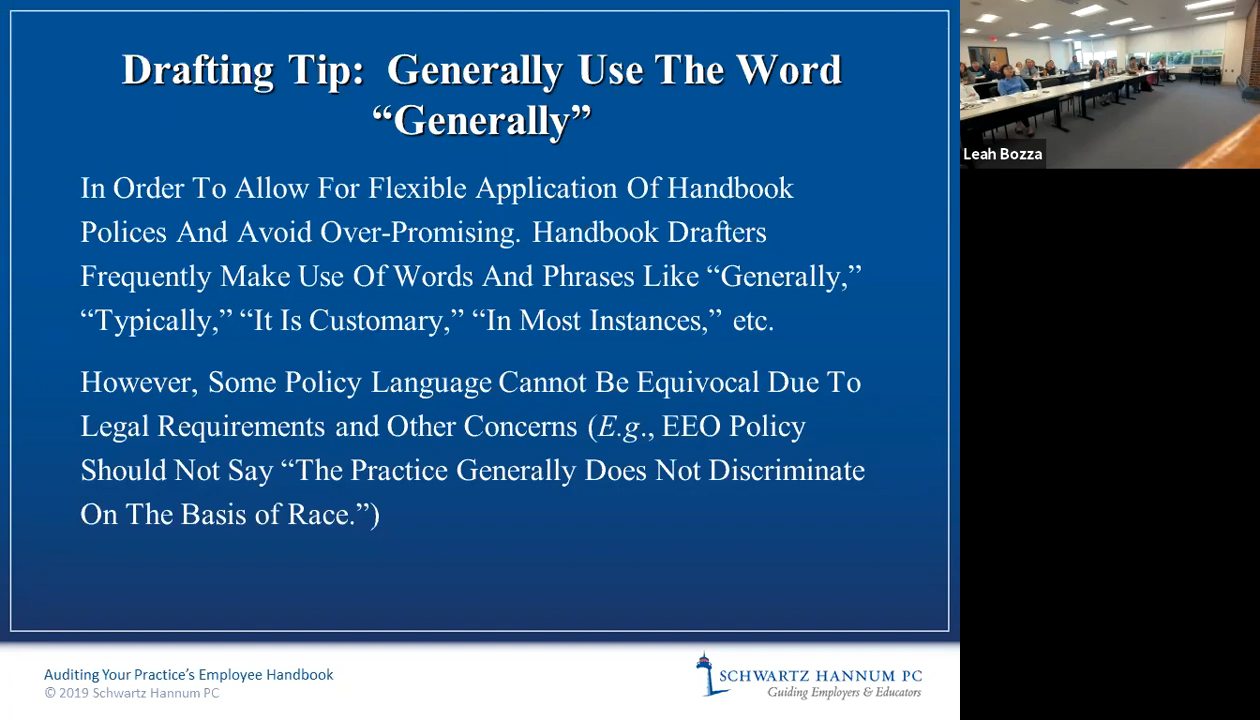 Drafting Tip: Generally Use The Word
“Generally”
In Order To Allow For Flexible Application Of Handbook
Polices And Avoid Over-Promising. Handbook Drafters
Frequently Make Use Of Words And Phrases Like “Generally,”
“Typically,” “It Is Customary,” “In Most Instances,” etc.
However, Some Policy Language Cannot Be Equivocal Due To
Legal Requirements and Other Concerns (E.g., EEO Policy
Should Not Say “The Practice Generally Does Not Discriminate
On The Basis of Race.”)
Auditing Your Practice’s Employee Handbook
© 2019 Schwartz Hannum PC
SCHWARTZ HANNUM PC
Guiding Employers & Educators
Leah Bozza